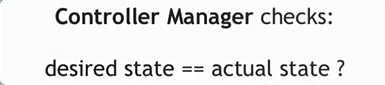 Controller Manager checks:
desired state == actual state ?